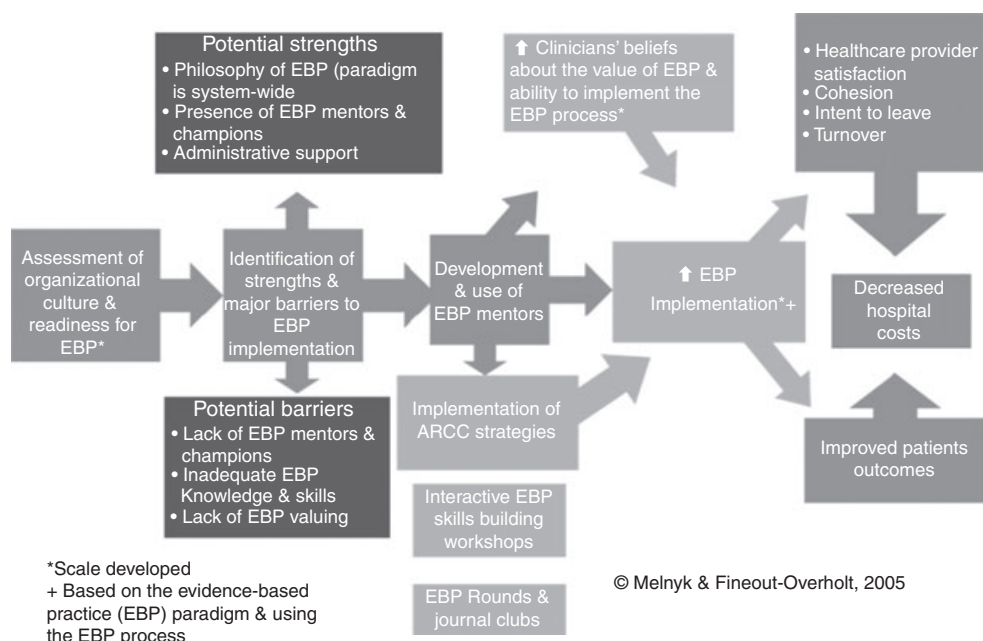 Potential strengths
• Philosophy of EBP (paradigm
is system-wide
• Presence of EBP mentors &
champions
• Administrative support
⬆ Clinicians' beliefs
about the value of EBP &
ability to implement the
EBP process*
• Healthcare provider
satisfaction
• Cohesion
• Intent to leave
• Turnover
Assessment of
organizational
culture &
readiness for
EBP*
Identification of
strengths &
major barriers to
EBP
implementation
Development
& use of
EBP mentors
⬆ EBP
Implementation*+
Decreased
hospital
costs
Potential barriers
• Lack of EBP mentors &
champions
• Inadequate EBP
Knowledge & skills
• Lack of EBP valuing
Implementation of
ARCC strategies
Improved patients
outcomes
Interactive EBP
skills building
workshops
EBP Rounds &
journal clubs
*Scale developed
+ Based on the evidence-based
practice (EBP) paradigm & using
the EBP process
© Melnyk & Fineout-Overholt, 2005